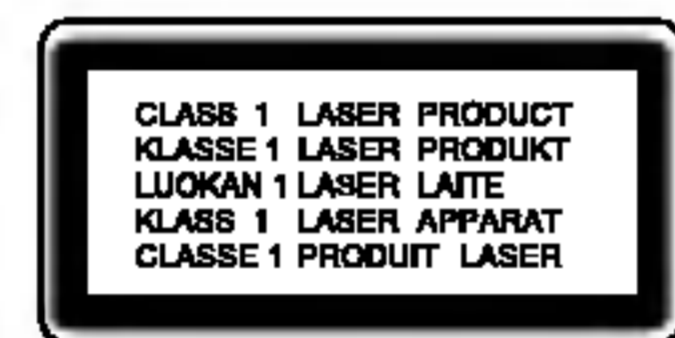 CLASS 1 LASER PRODUCT
KLASSE 1 LASER PRODUKT
LUOKAN 1 LASER LAITE
KLASS 1 LASER APPARAT
CLASSE 1 PRODUIT LASER